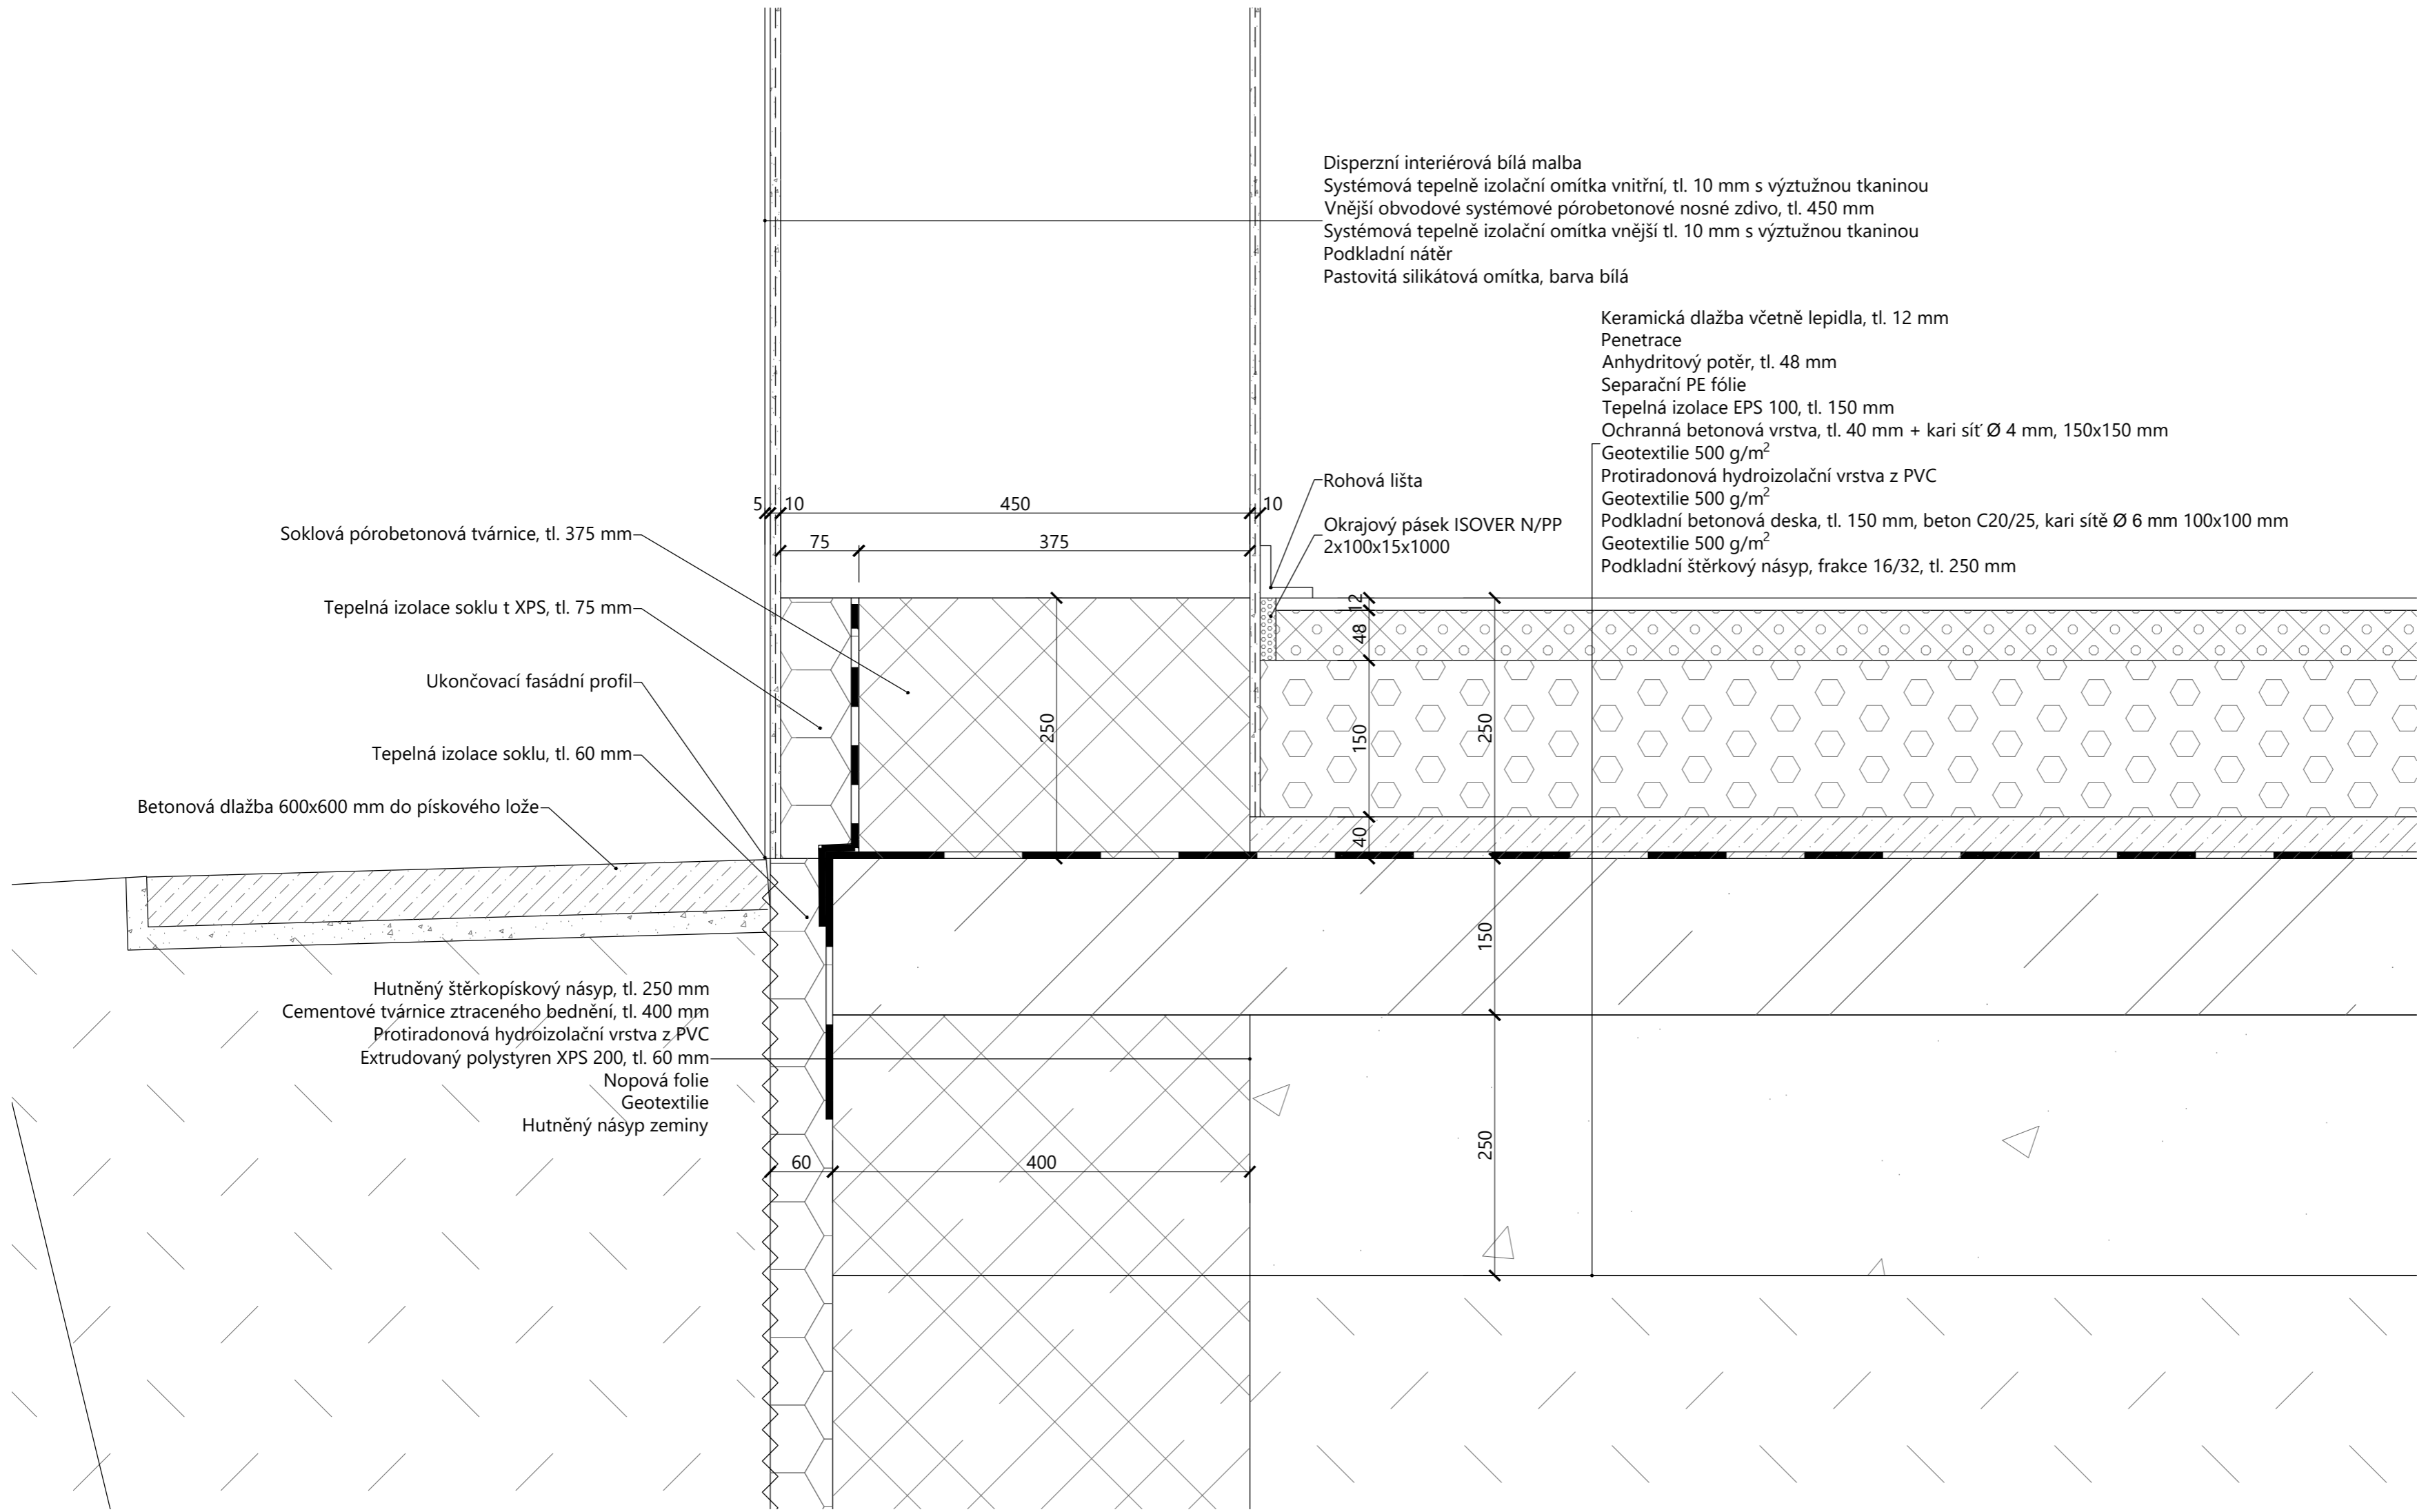 Disperzní interiérová bílá malba
Systémová tepelně izolační omítka vnitřní, tl. 10 mm s výztužnou tkaninou
Vnější obvodové systémové pórobetonové nosné zdivo, tl. 450 mm
Systémová tepelně izolační omítka vnější tl. 10 mm s výztužnou tkaninou
Podkladní nátěr
Pastovitá silikátová omítka, barva bílá
Keramická dlažba včetně lepidla, tl. 12 mm
Penetrace
Anhydritový potěr, tl. 48 mm
Separační PE fólie
Tepelná izolace EPS 100, tl. 150 mm
Ochranná betonová vrstva, tl. 40 mm + kari síť Ø 4 mm, 150x150 mm
Geotextilie 500 g/m²
Protiradonová hydroizolační vrstva z PVC
Geotextilie 500 g/m²
Podkladní betonová deska, tl. 150 mm, beton C20/25, kari sítě Ø 6 mm 100x100 mm
Geotextilie 500 g/m²
Podkladní štěrkový násyp, frakce 16/32, tl. 250 mm
Rohová lišta
Okrajový pásek ISOVER N/PP
2x100x15x1000
5 10 450 10
75 375
Soklová pórobetonová tvárnice, tl. 375 mm
Tepelná izolace soklu t XPS, tl. 75 mm
Ukončovací fasádní profil
Tepelná izolace soklu, tl. 60 mm
Betonová dlažba 600x600 mm do pískového lože
250
12
48
150
40
250
150
250
Hutněný štěrkopískový násyp, tl. 250 mm
Cementové tvárnice ztraceného bednění, tl. 400 mm
Protiradonová hydroizolační vrstva z PVC
Extrudovaný polystyren XPS 200, tl. 60 mm
Nopová folie
Geotextilie
Hutněný násyp zeminy
60 400